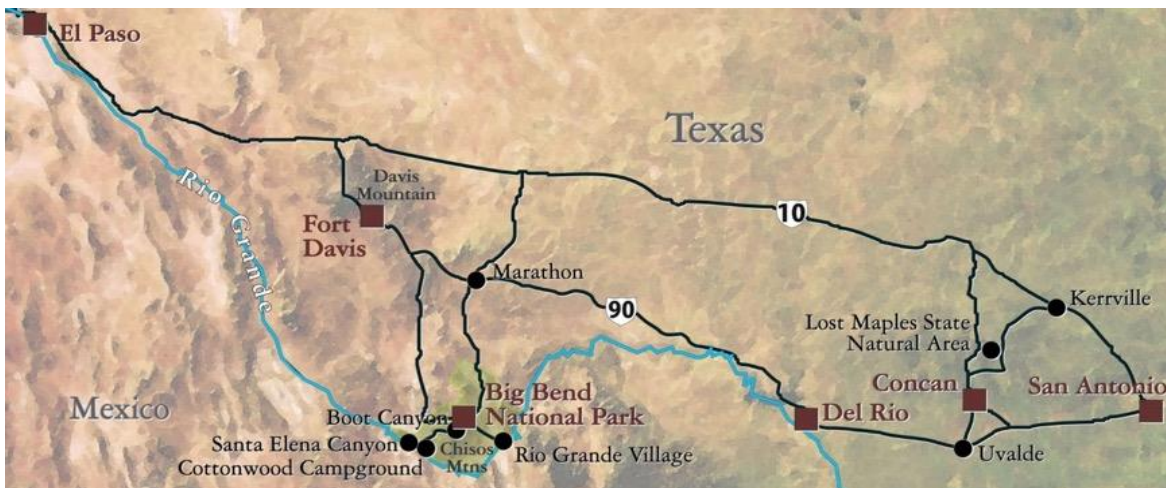 El Paso
Texas
Davis
Mountain
Rio Grande
10
Fort
Davis
Marathon
Kerrville
90
Lost Maples State
Natural Area
Mexico
Big Bend
National Park
Boot Canyon
Concan
San Antonio
Del Rio
Santa Elena Canyon
Chisos
Mtns
Rio Grande Village
Uvalde
Cottonwood Campground